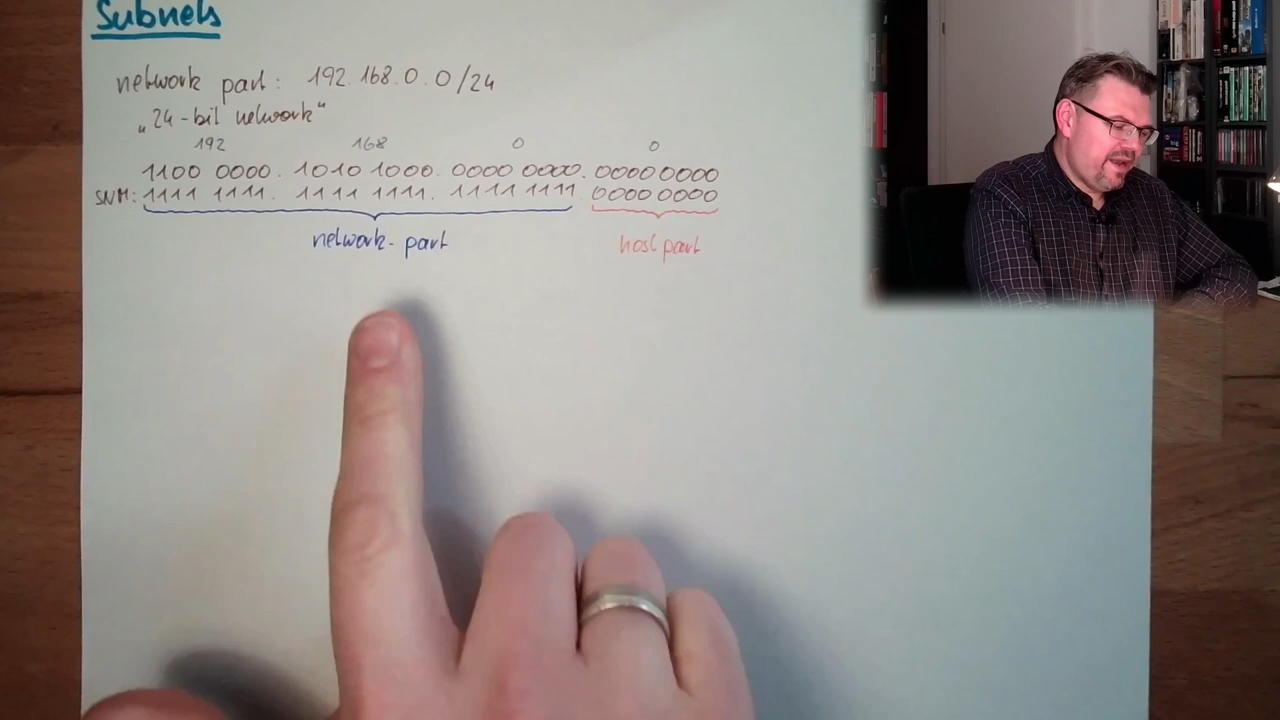 Subnets
network part: 192.168.0.0/24
„24-bit network“
192 168 0 0
1100 0000. 1010 1000. 0000 0000. 0000 0000
SNM: 1111 1111. 1111 1111. 1111 1111. 0000 0000
network-part host part